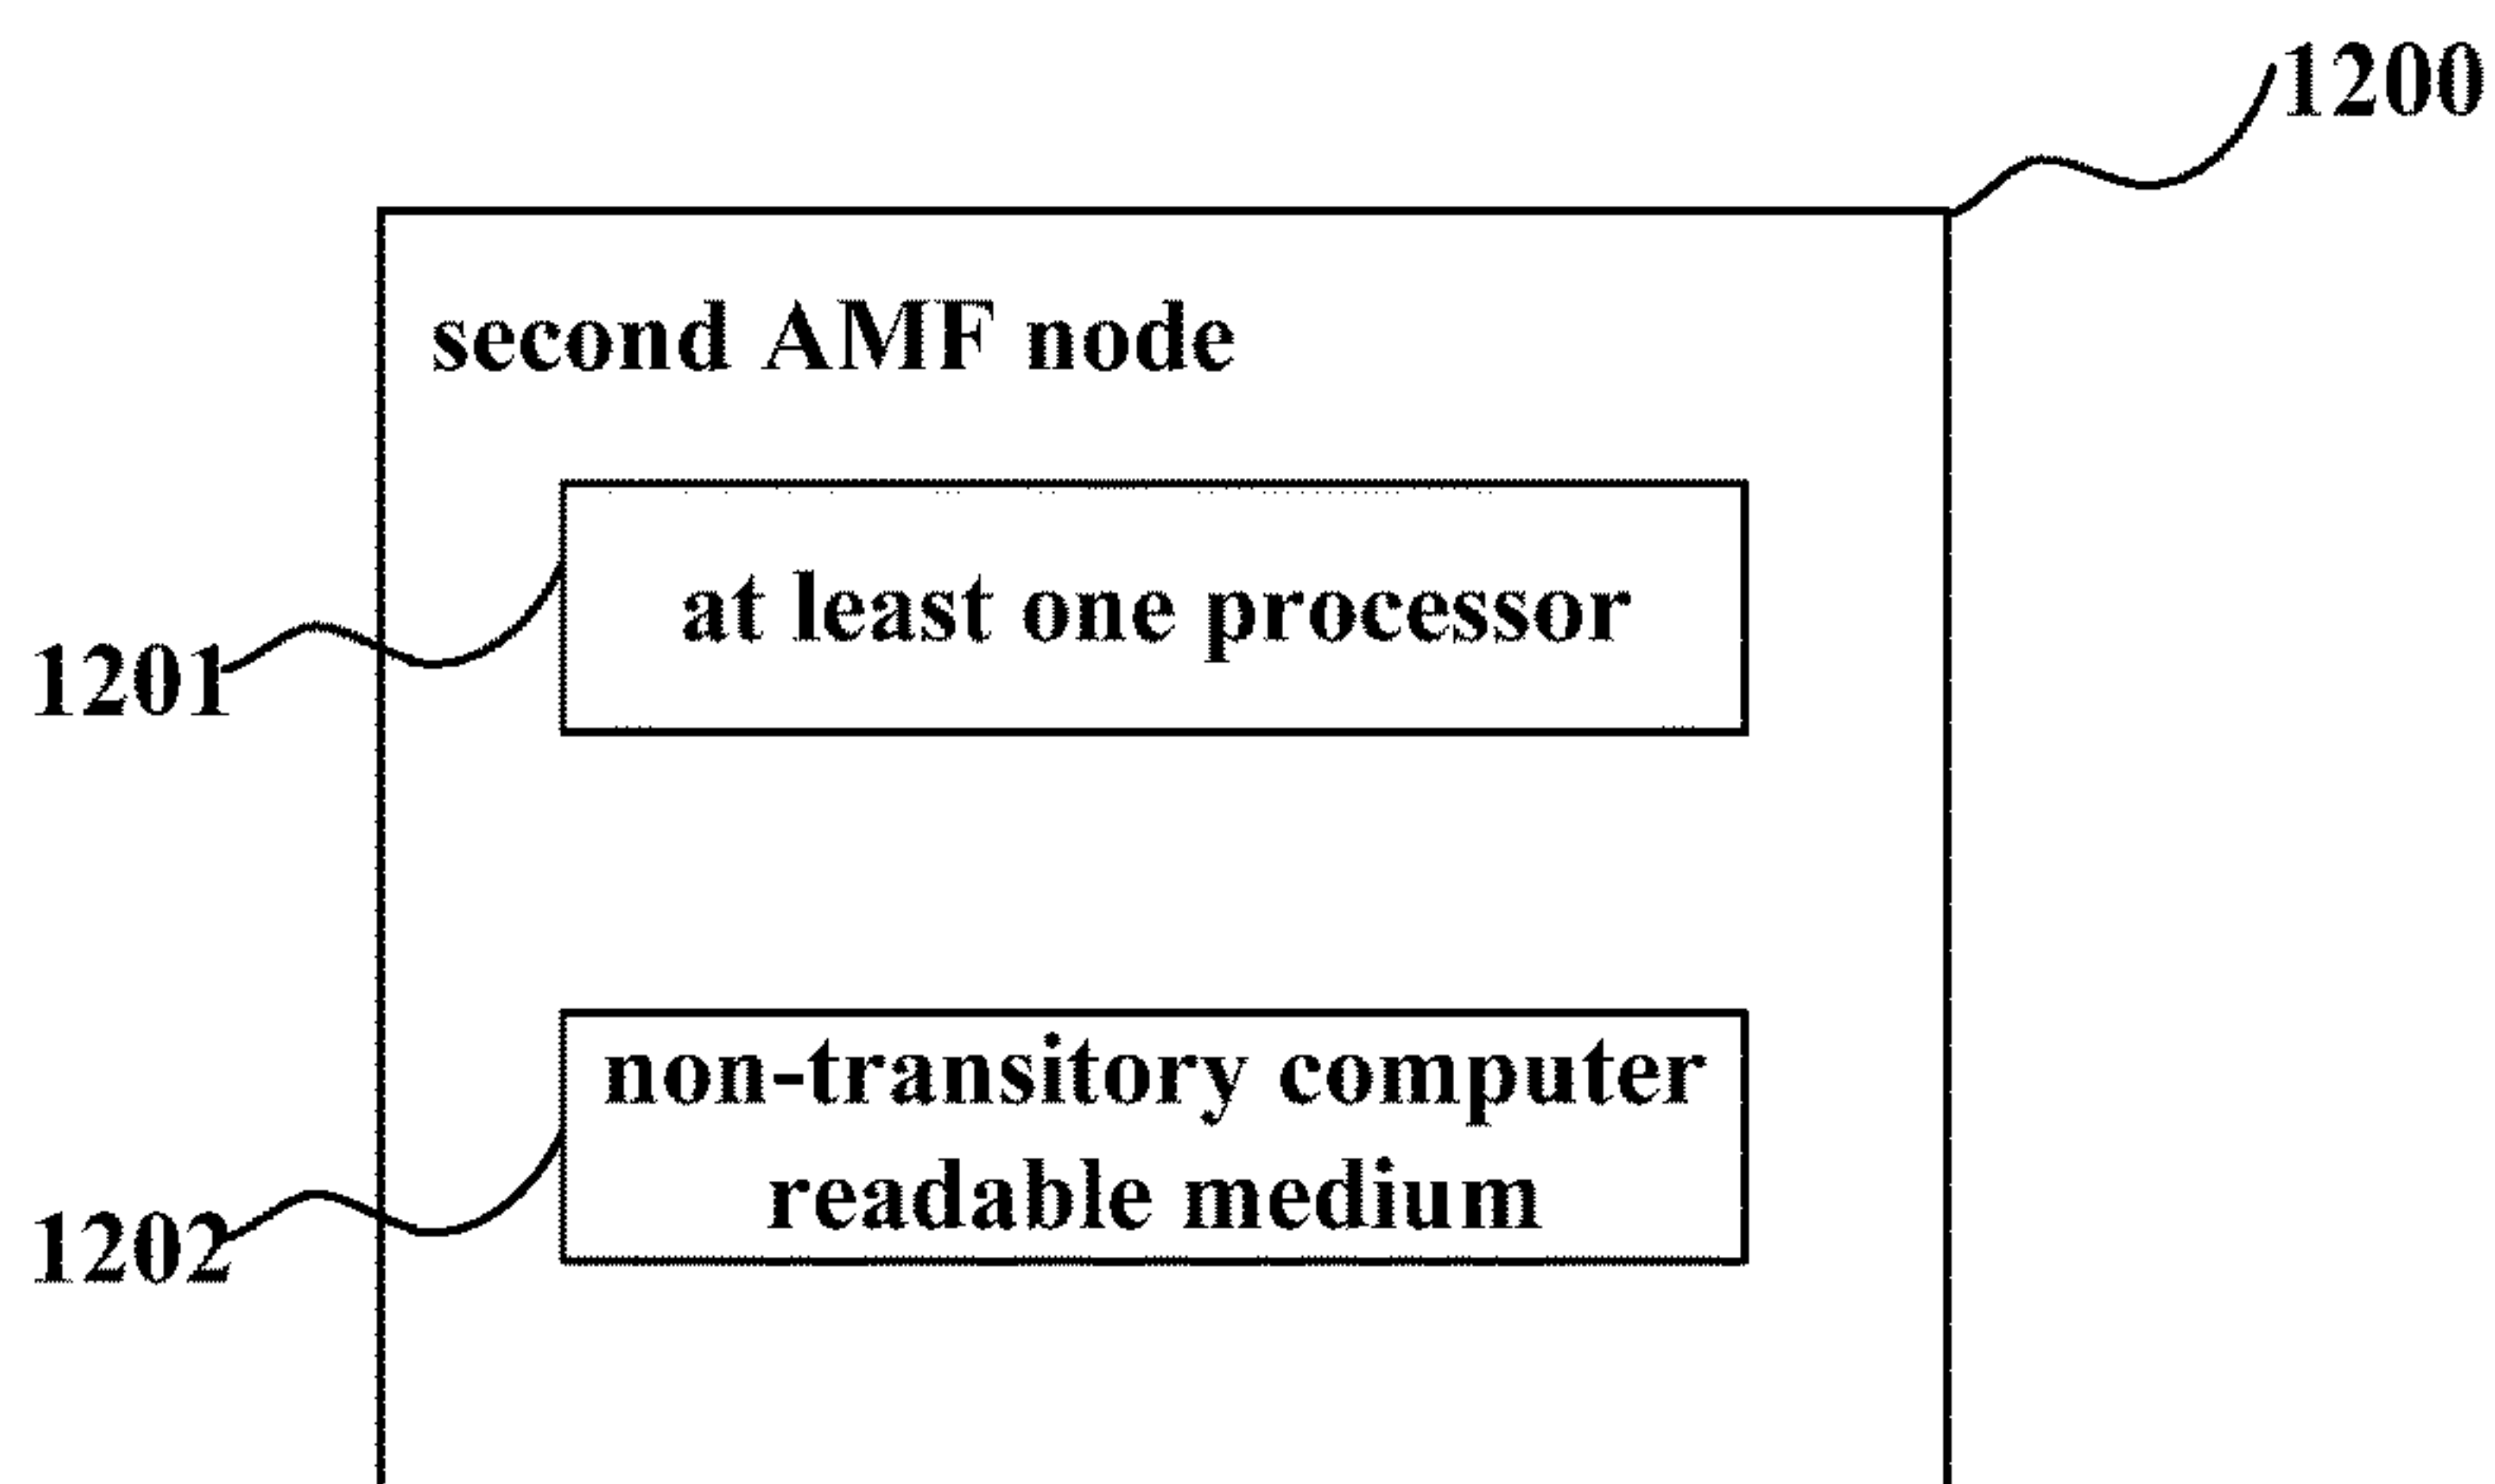 1200
second AMF node
at least one processor
1201
non-transitory computer
readable medium
1202